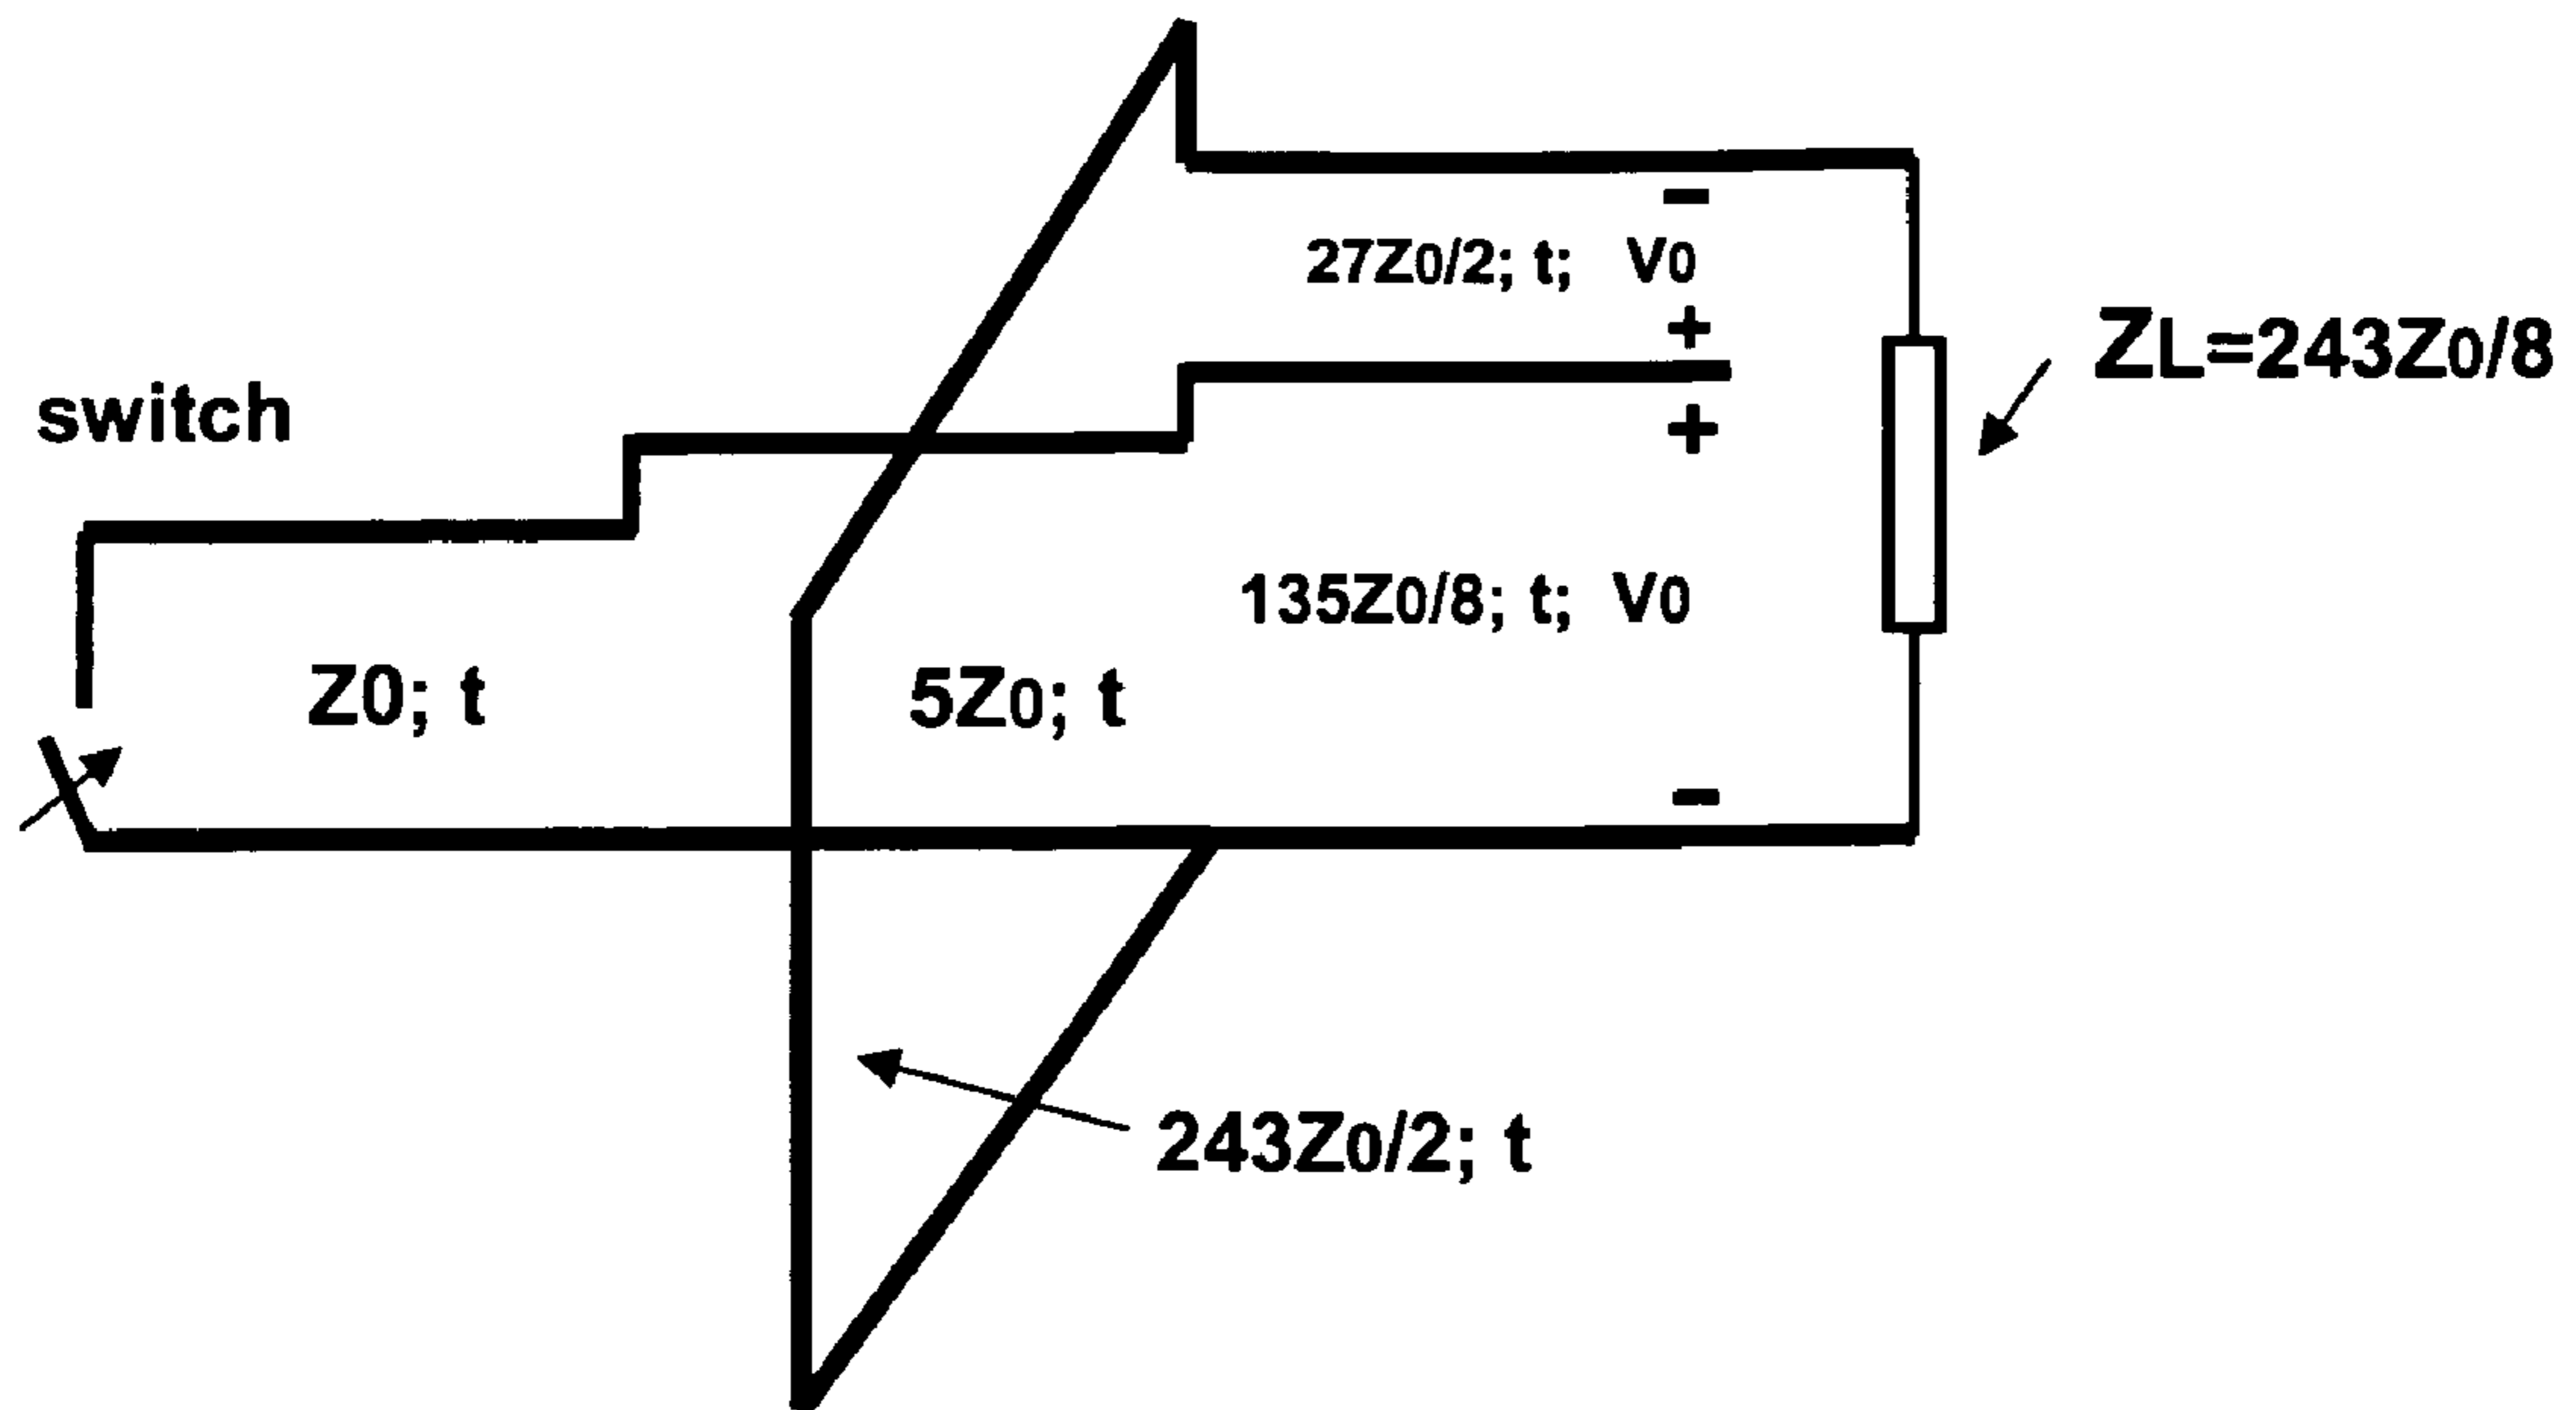 -
27Z0/2; t; V0
+
ZL=243Z0/8
switch
+
135Z0/8; t; V0
Z0; t
5Z0; t
-
243Z0/2; t